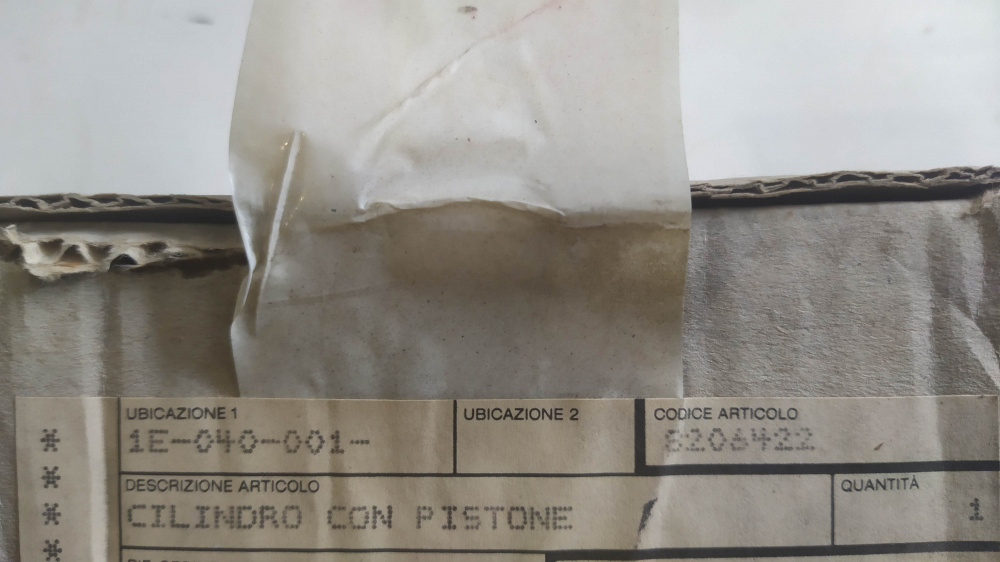 UBICAZIONE 1 UBICAZIONE 2 CODICE ARTICOLO
* 1E-040-001- 8206422
*
DESCRIZIONE ARTICOLO QUANTITÀ
* CILINDRO CON PISTONE 1
*